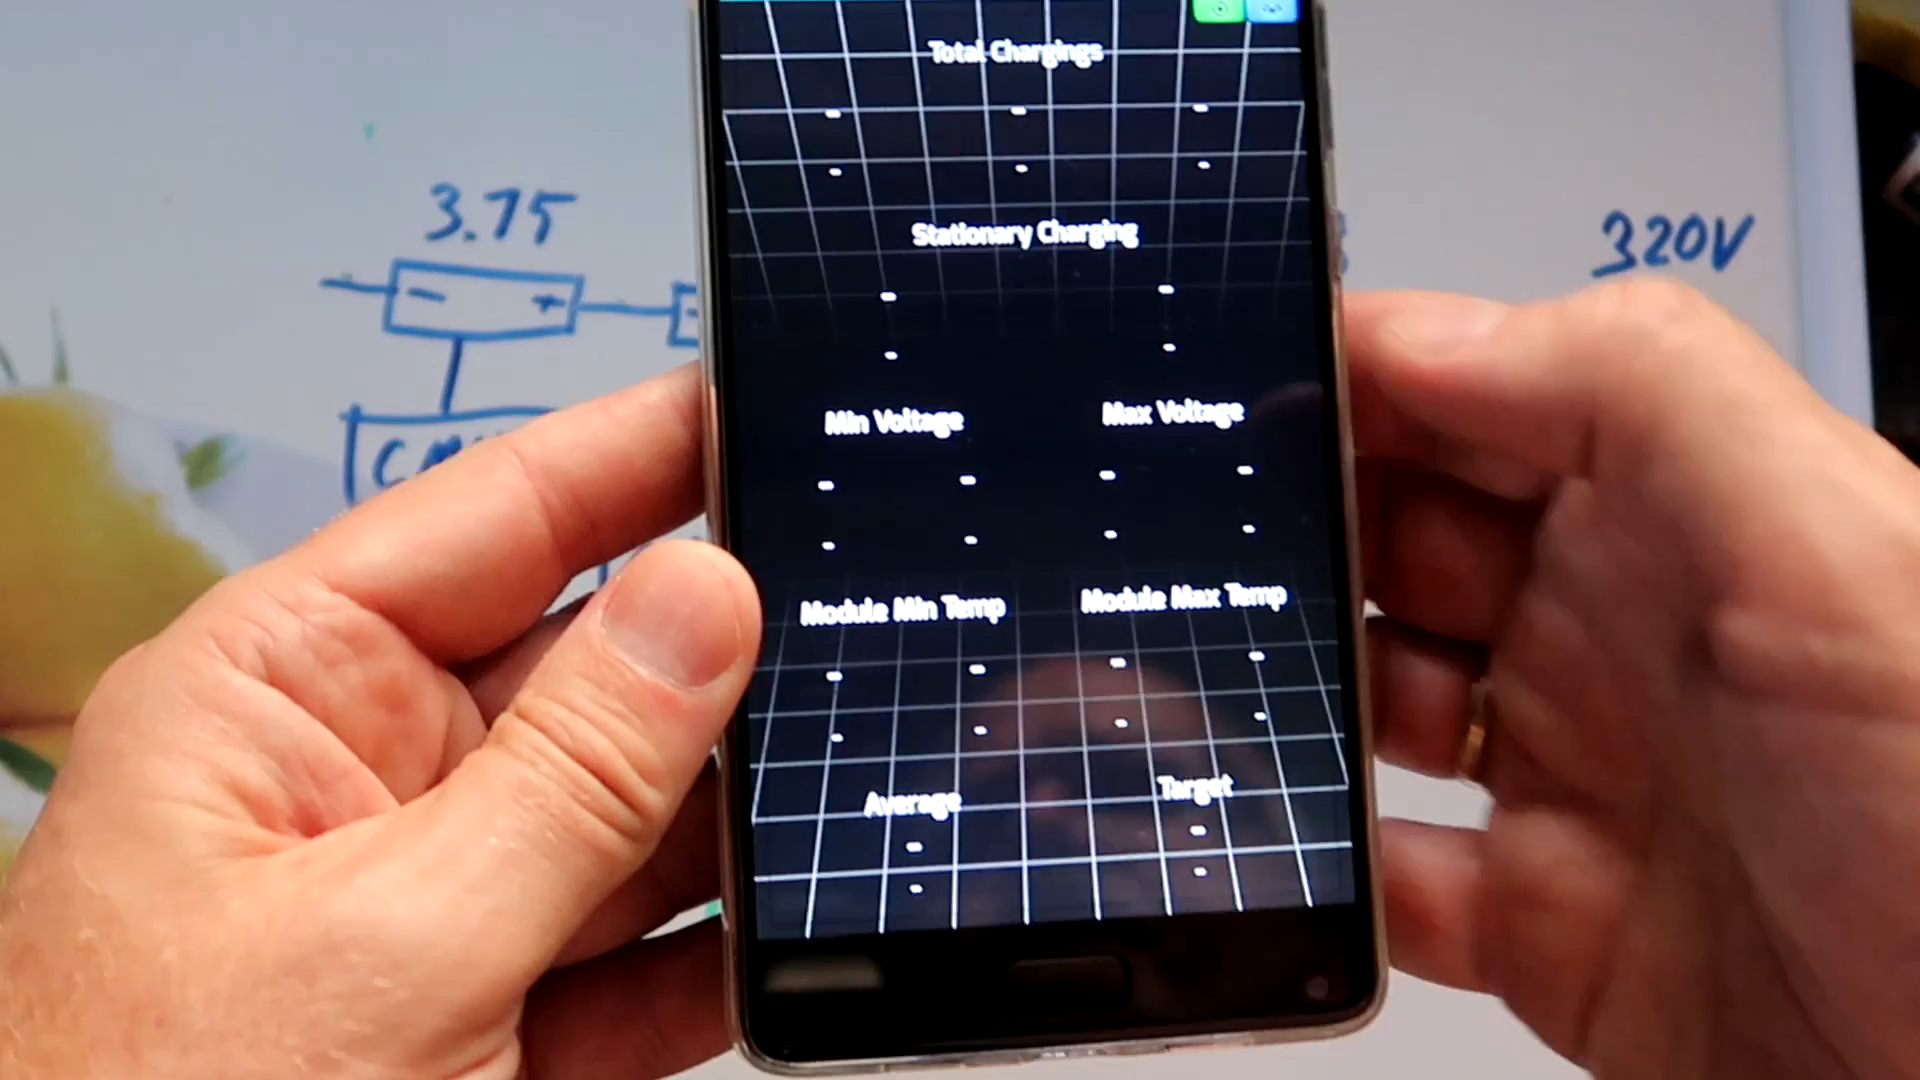 Total Chargings
3.75
Stationary Charging
320V
- +
Min Voltage
Max Voltage
Module Min Temp
Module Max Temp
Average
Target